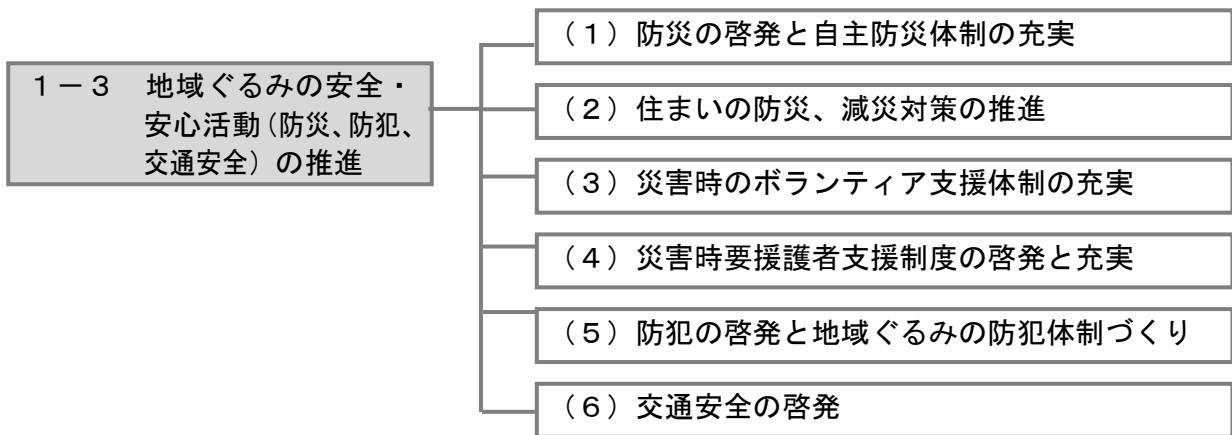 1－3 地域ぐるみの安全・
安心活動（防災、防犯、
交通安全）の推進
（1）防災の啓発と自主防災体制の充実
（2）住まいの防災、減災対策の推進
（3）災害時のボランティア支援体制の充実
（4）災害時要援護者支援制度の啓発と充実
（5）防犯の啓発と地域ぐるみの防犯体制づくり
（6）交通安全の啓発